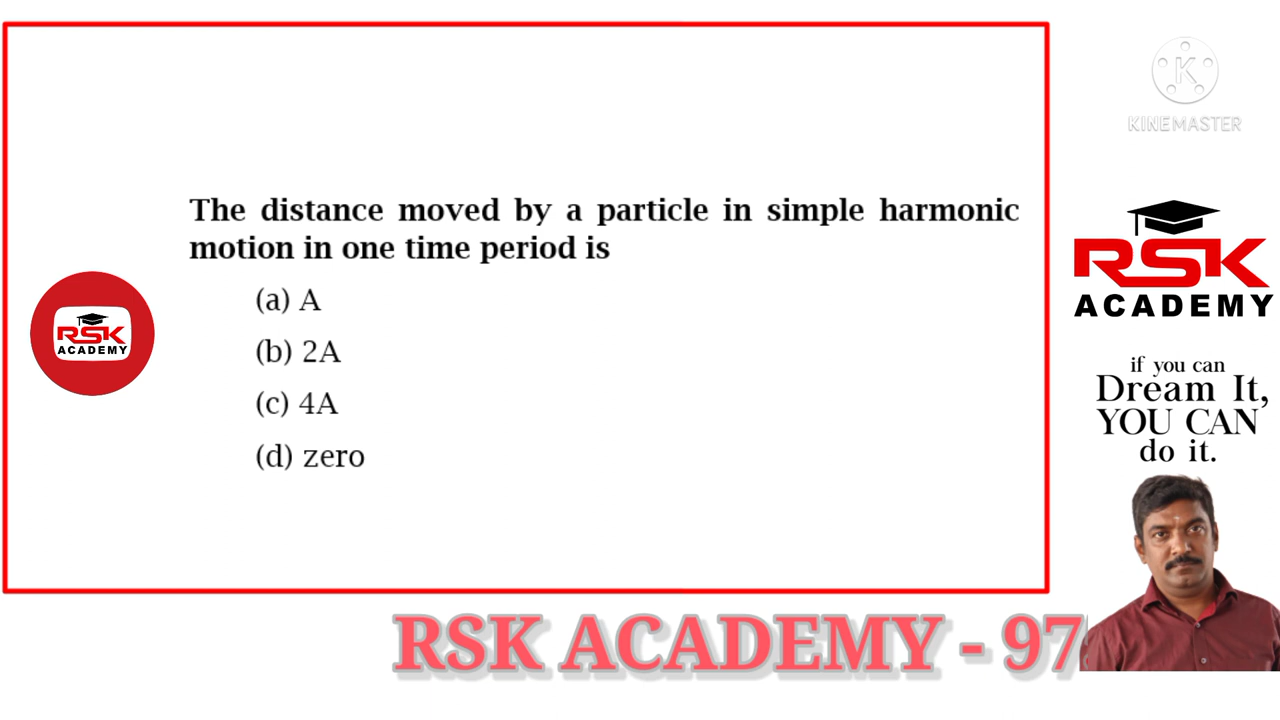 The distance moved by a particle in simple harmonic
motion in one time period is
(a) A
(b) 2A
(c) 4A
(d) zero
RSK
ACADEMY
KINEMASTER
RSK
ACADEMY
if you can
Dream It,
YOU CAN
do it.
RSK ACADEMY - 97